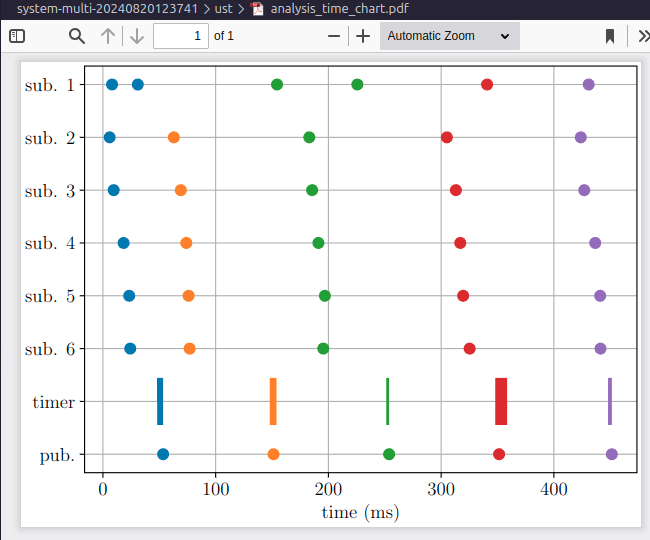 system-multi-20240820123741 > ust > analysis_time_chart.pdf
1 of 1 Automatic Zoom
sub. 1
sub. 2
sub. 3
sub. 4
sub. 5
sub. 6
timer
pub.
0 100 200 300 400
time (ms)